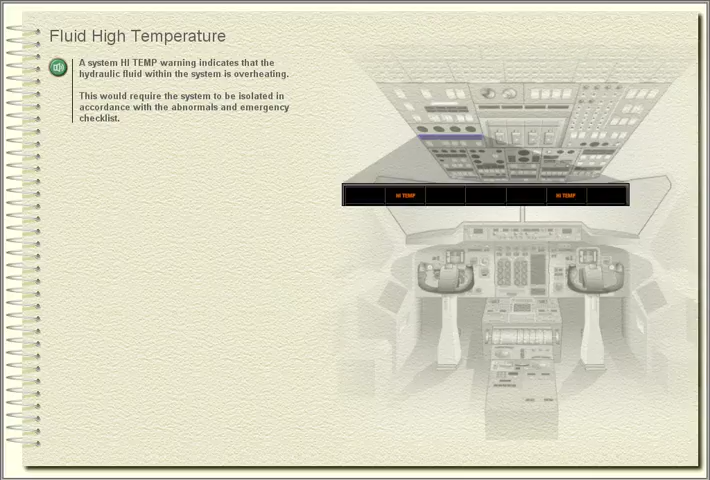 Fluid High Temperature
A system HI TEMP warning indicates that the
hydraulic fluid within the system is overheating.
This would require the system to be isolated in
accordance with the abnormals and emergency
checklist.
HI TEMP
HI TEMP